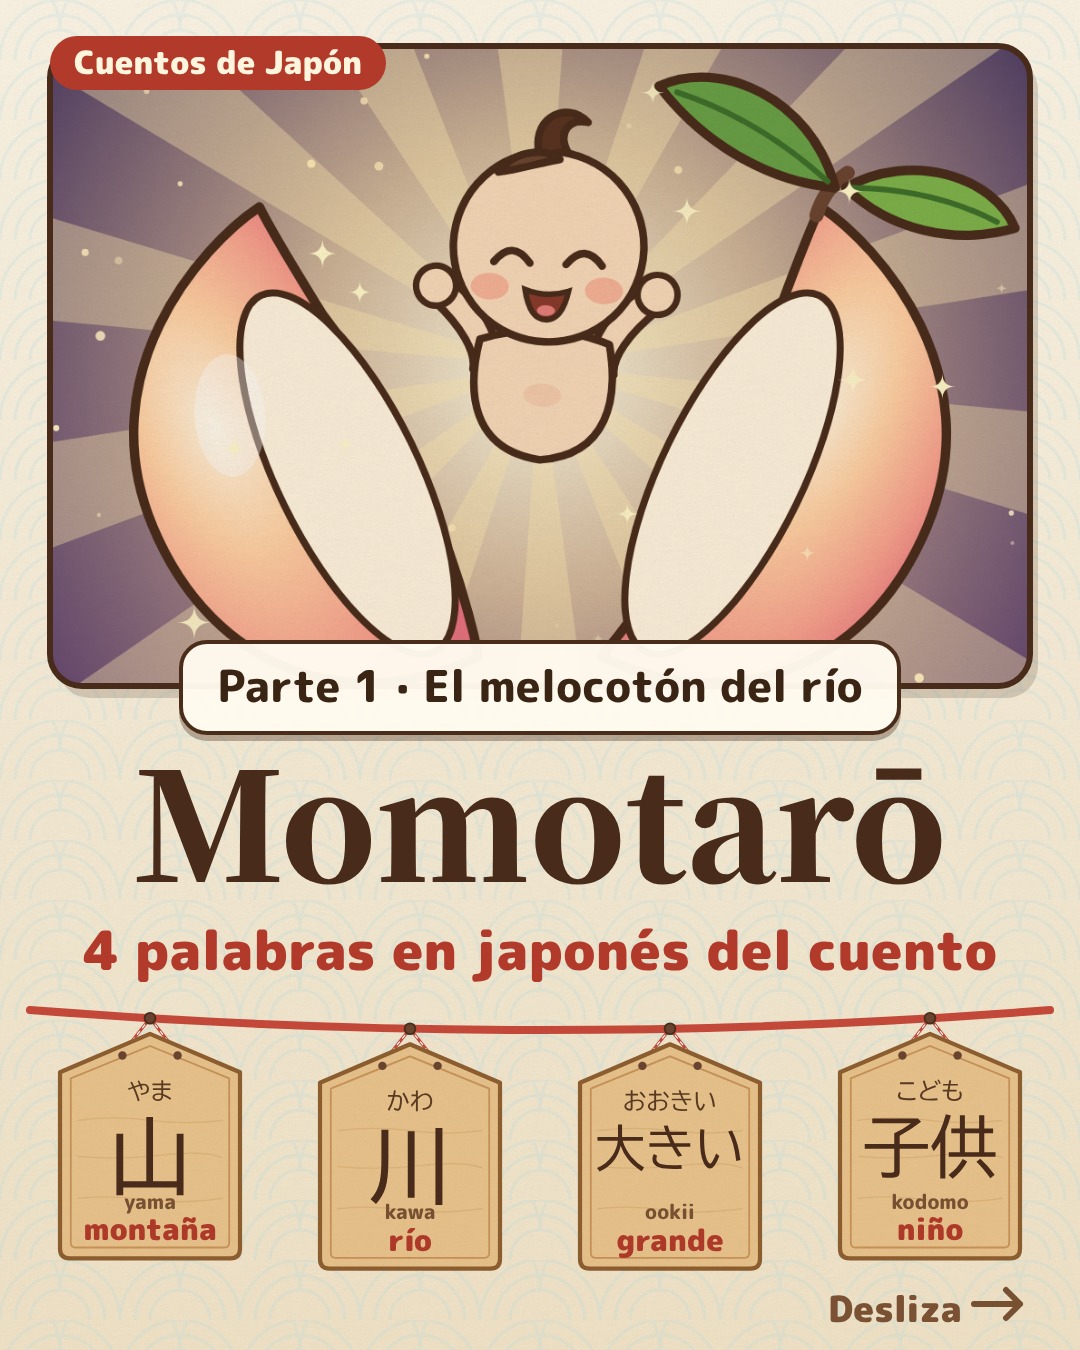 Cuentos de Japón
Parte 1 · El melocotón del río
Momotarō
4 palabras en japonés del cuento
やま
山
yama
montaña
かわ
川
kawa
río
おおきい
大きい
ookii
grande
こども
子供
kodomo
niño
Desliza →